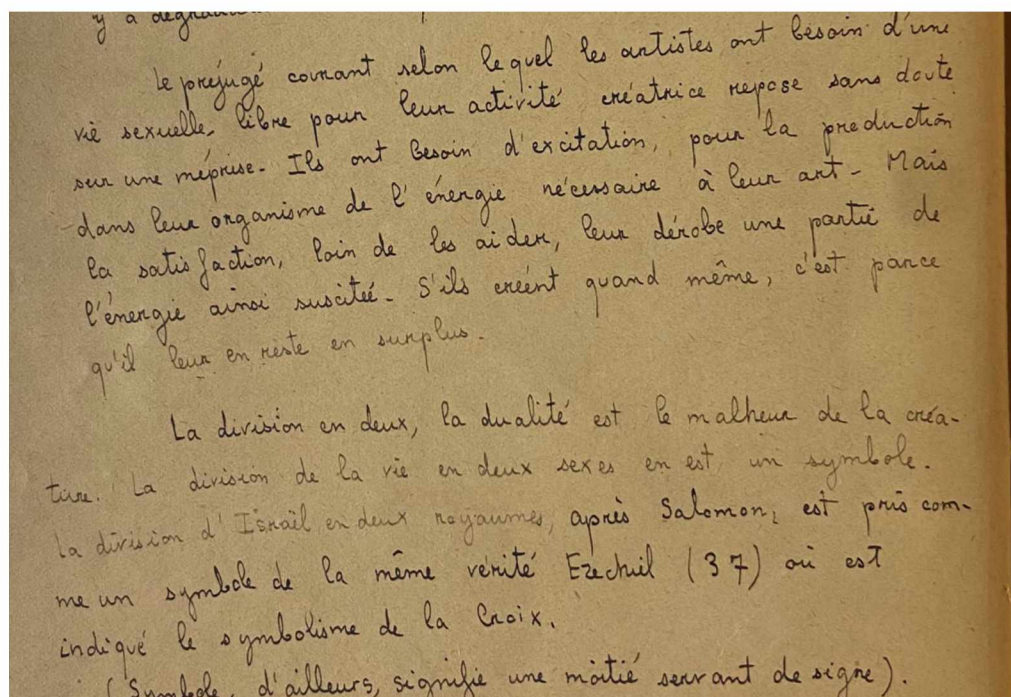 y a
Le préjugé courant selon lequel les artistes ont besoin d'une
vie sexuelle libre pour leur activité créatrice repose sans doute
sur une méprise. Ils ont besoin d'excitation, pour la production
dans leur organisme de l'énergie nécessaire à leur art - Mais
la satisfaction, loin de les aider, leur dérobe une partie de
l'énergie ainsi suscitée. S'ils créent quand même, c'est parce
qu'il leur en reste en surplus.
La division en deux, la dualité est le malheur de la créa-
ture. La division de la vie en deux sexes en est un symbole.
la division d'Israël en deux royaumes, après Salomon, est pris com-
me un symbole de la même vérité Ezechiel (37) où est
indiqué le symbolisme de la Croix.
(Symbole, d'ailleurs, signifie une moitié servant de signe).